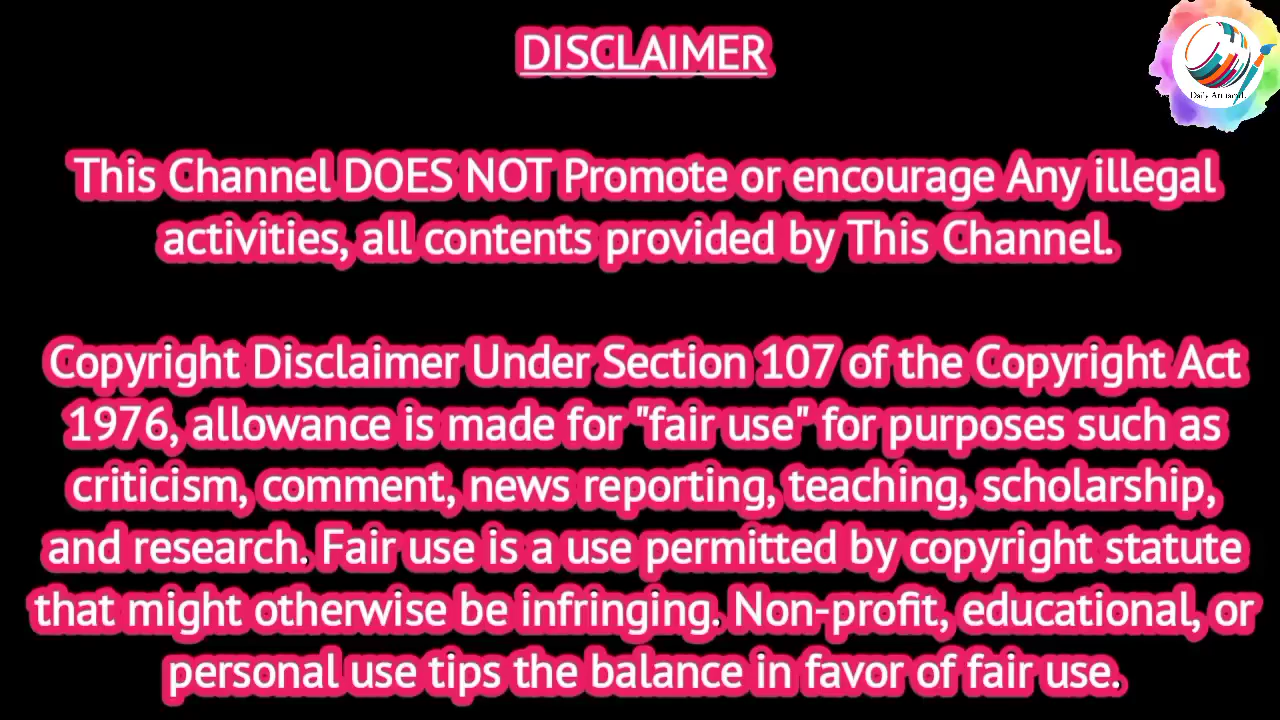 DISCLAIMER
This Channel DOES NOT Promote or encourage Any illegal
activities, all contents provided by This Channel.
Copyright Disclaimer Under Section 107 of the Copyright Act
1976, allowance is made for "fair use" for purposes such as
criticism, comment, news reporting, teaching, scholarship,
and research. Fair use is a use permitted by copyright statute
that might otherwise be infringing. Non-profit, educational, or
personal use tips the balance in favor of fair use.
Daily